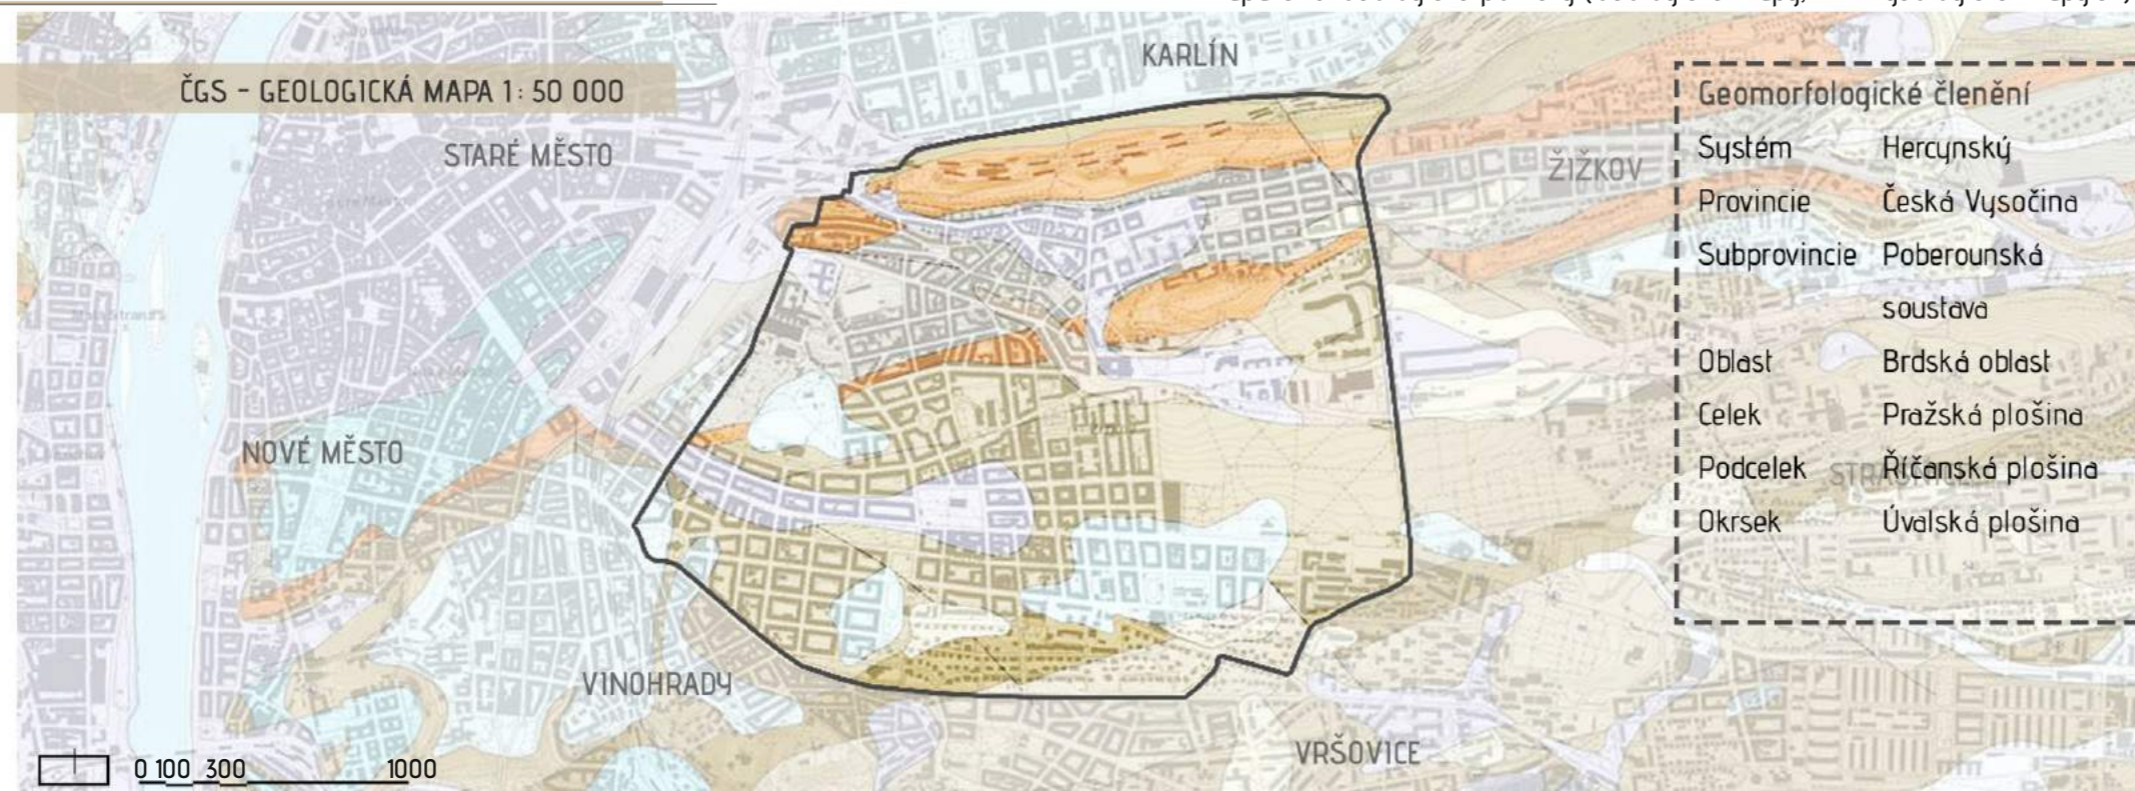 ČGS - GEOLOGICKÁ MAPA 1: 50 000
KARLÍN
STARÉ MĚSTO
ŽIŽKOV
NOVÉ MĚSTO
VINOHRADY
VRŠOVICE
Geomorfologické členění
Systém Hercynský
Provincie Česká Vysočina
Subprovincie Poberounská
soustava
Oblast Brdská oblast
Celek Pražská plošina
Podcelek Říčanská plošina
Okrsek Úvalská plošina
0 100 300 1000